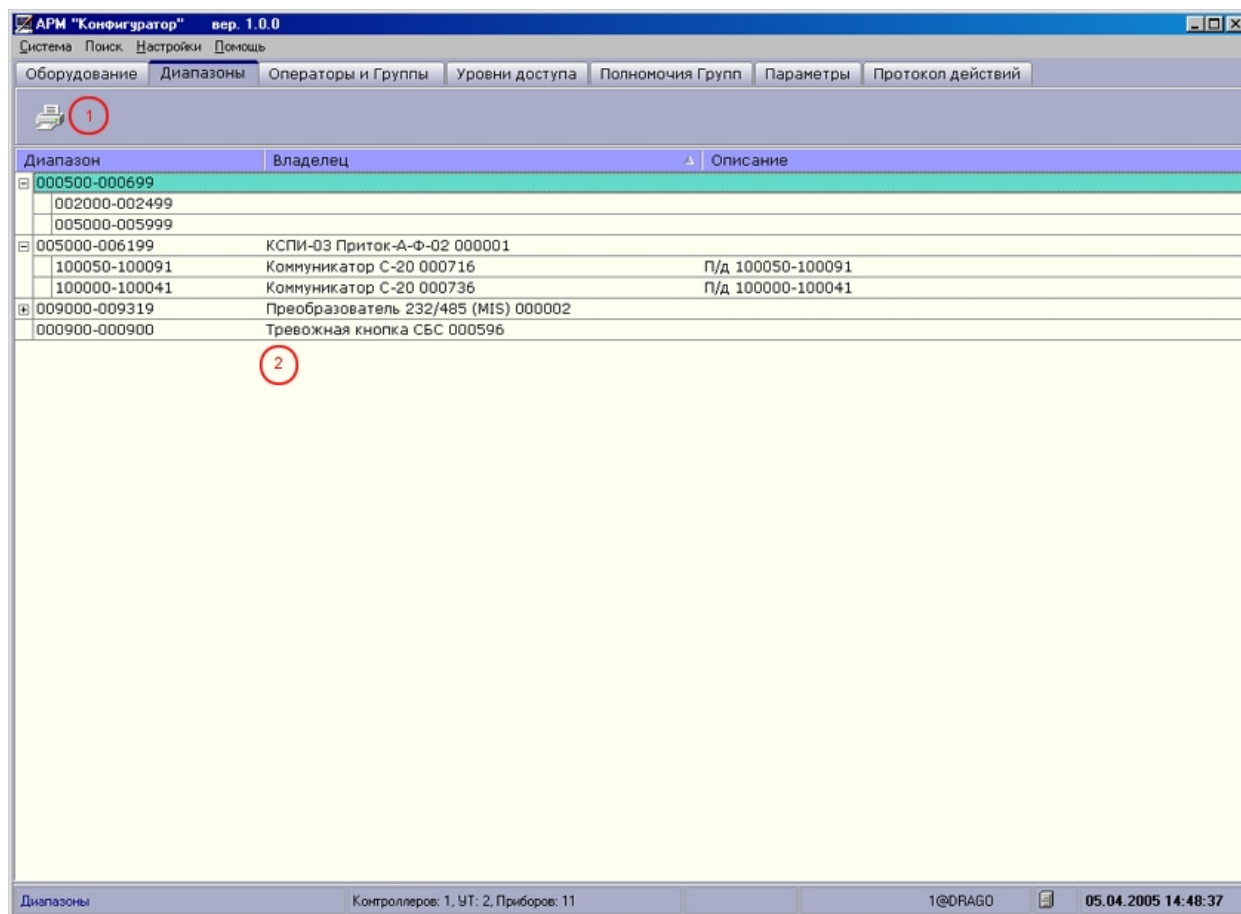 АРМ "Конфигуратор" вер. 1.0.0
Система Поиск Настройки Помощь
Оборудование Диапазоны Операторы и Группы Уровни доступа Полномочия Групп Параметры Протокол действий
1
Диапазон Владелец Описание
000500-000699
002000-002499
005000-005999
005000-006199 КСПИ-03 Приток-А-Ф-02 000001
100050-100091 Коммуникатор С-20 000716 П/д 100050-100091
100000-100041 Коммуникатор С-20 000736 П/д 100000-100041
009000-009319 Преобразователь 232/485 (MIS) 000002
000900-000900 Тревожная кнопка СБС 000596
2
Диапазоны Контроллеров: 1, УТ: 2, Приборов: 11 1@DRAGO 05.04.2005 14:48:37